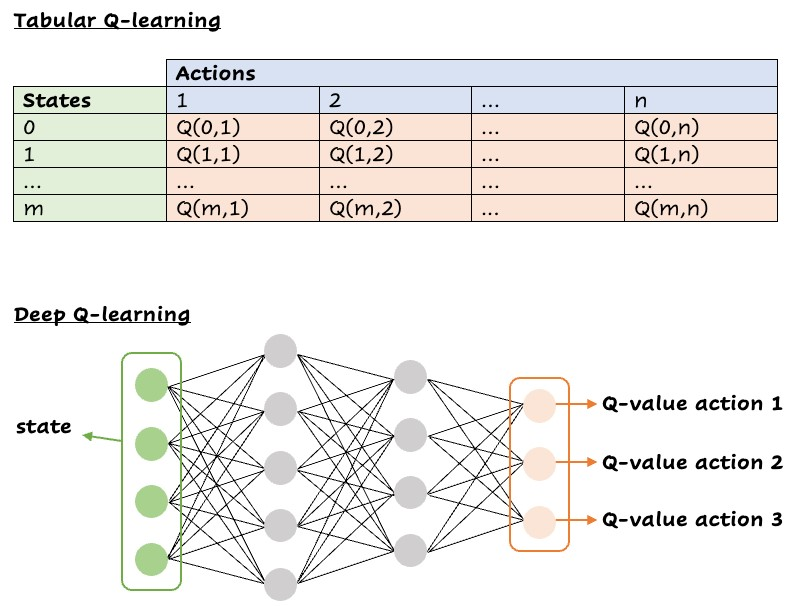 Tabular Q-learning
Actions
States 1 2 ... n
0 Q(0,1) Q(0,2) ... Q(0,n)
1 Q(1,1) Q(1,2) ... Q(1,n)
... ... ... ... ...
m Q(m,1) Q(m,2) ... Q(m,n)
Deep Q-learning
state
Q-value action 1
Q-value action 2
Q-value action 3